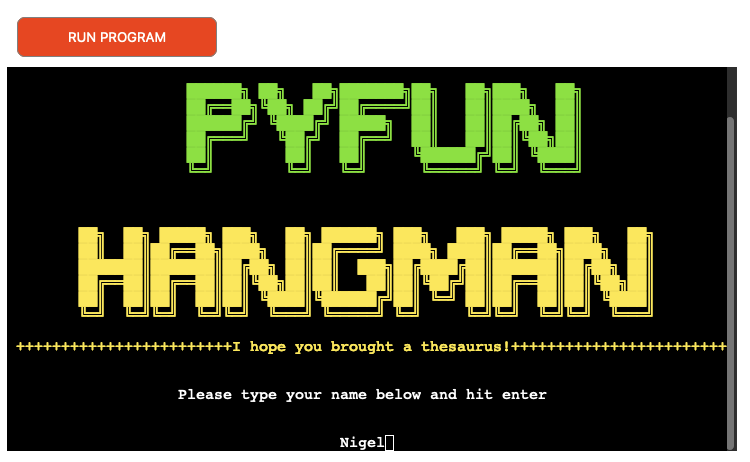 RUN PROGRAM
PYFUN
HANGMAN
++++++++++++++++++++++++I hope you brought a thesaurus!++++++++++++++++++++++++
Please type your name below and hit enter
Nigel